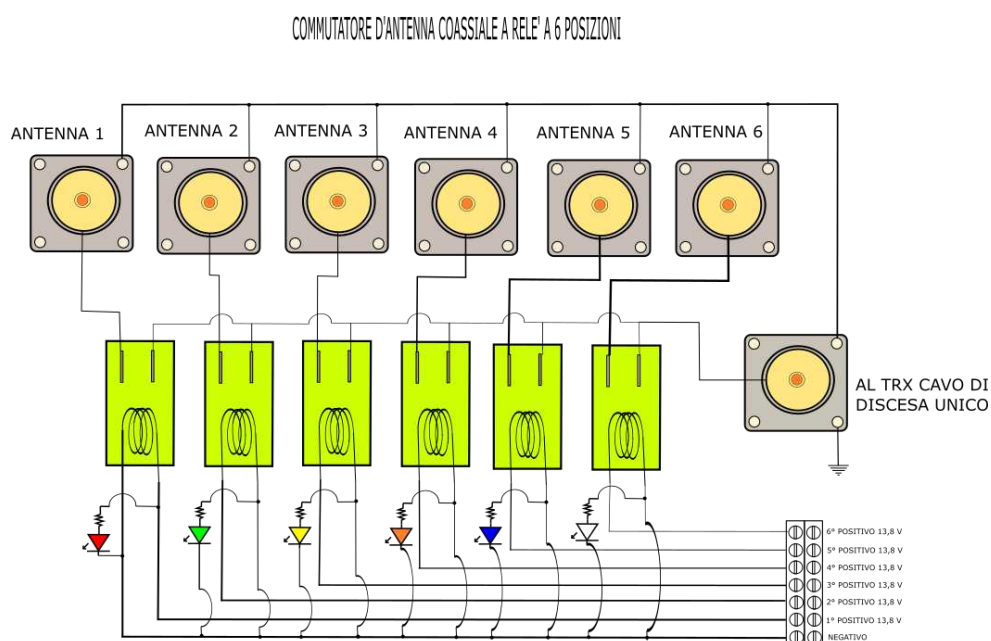 COMMUTATORE D'ANTENNA COASSIALE A RELE' A 6 POSIZIONI
ANTENNA 1
ANTENNA 2
ANTENNA 3
ANTENNA 4
ANTENNA 5
ANTENNA 6
AL TRX CAVO DI
DISCESA UNICO
6° POSITIVO 13,8 V
5° POSITIVO 13,8 V
4° POSITIVO 13,8 V
3° POSITIVO 13,8 V
2° POSITIVO 13,8 V
1° POSITIVO 13,8 V
NEGATIVO